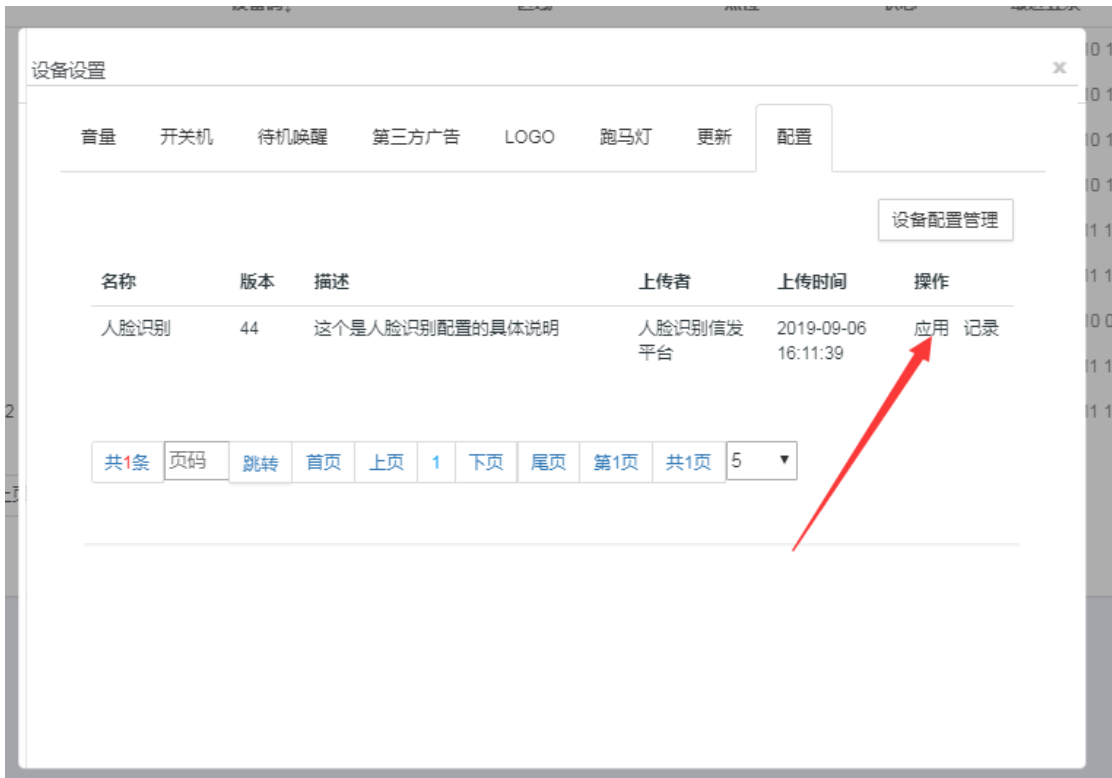 设备设置 ×
音量 开关机 待机唤醒 第三方广告 LOGO 跑马灯 更新 配置
设备配置管理
名称 版本 描述 上传者 上传时间 操作
人脸识别 44 这个是人脸识别配置的具体说明 人脸识别信发 2019-09-06 应用 记录
平台 16:11:39
共1条 页码 跳转 首页 上页 1 下页 尾页 第1页 共1页 5